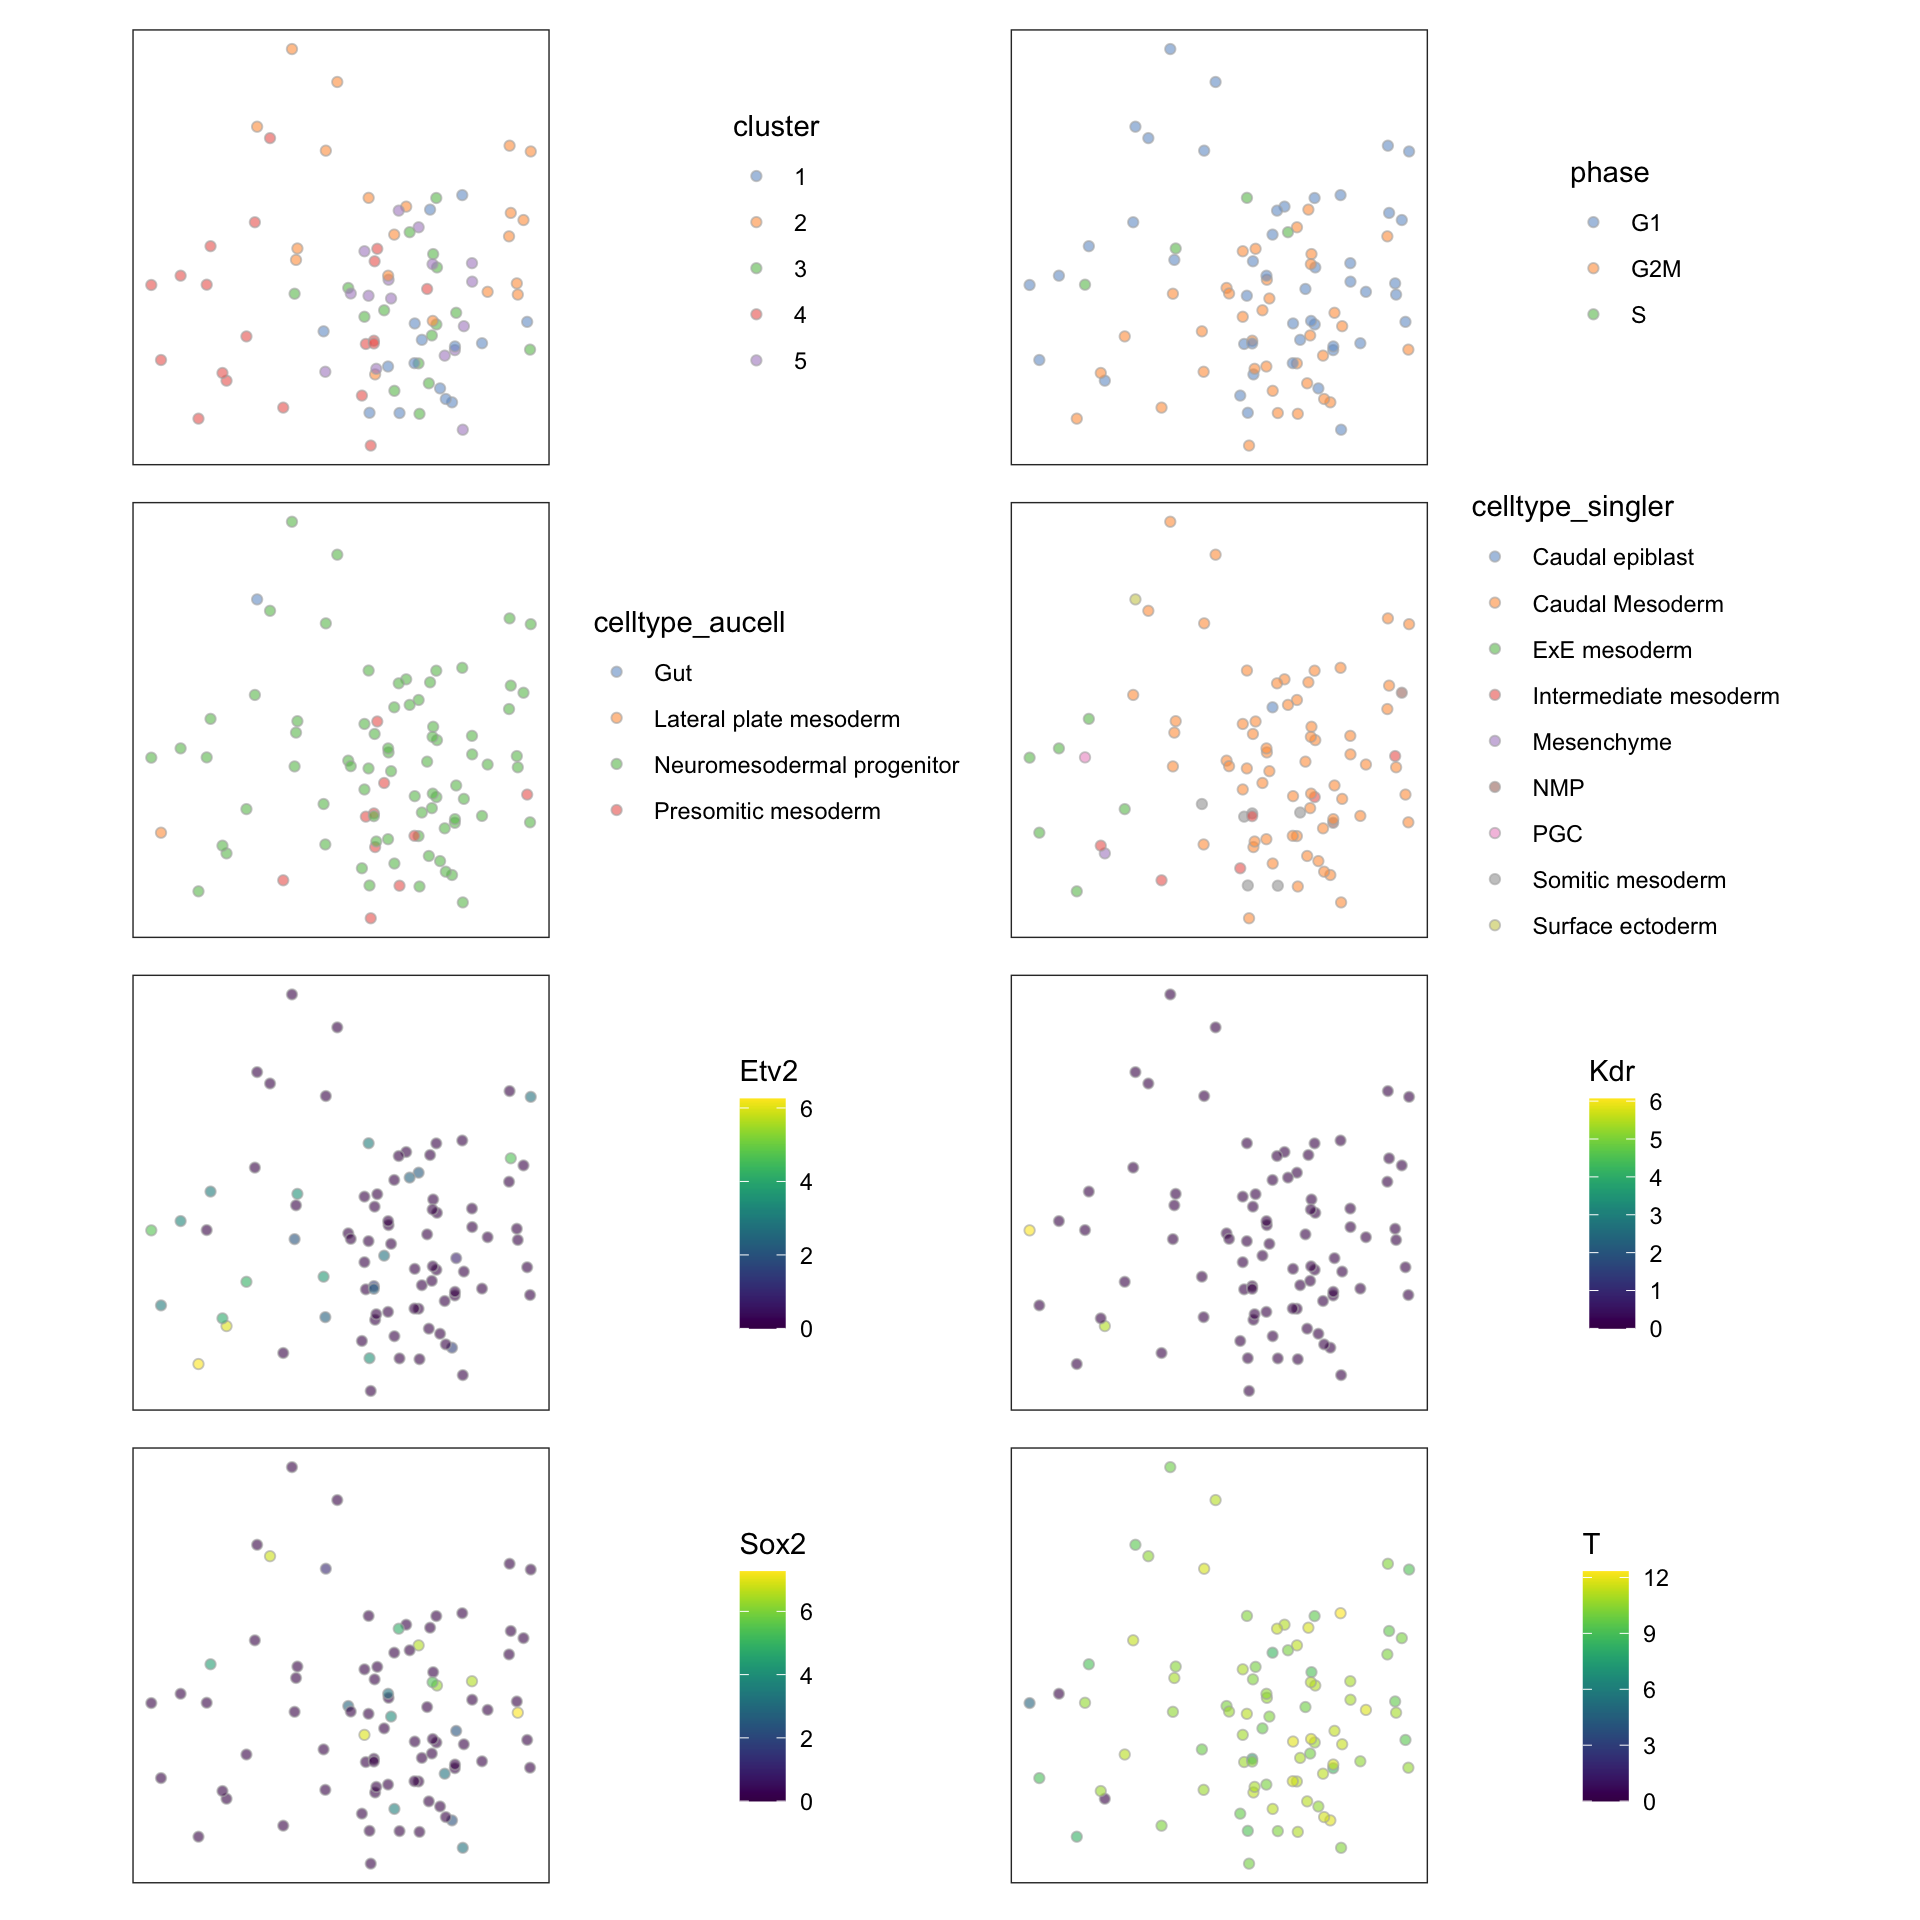 cluster
1
2
3
4
5
phase
G1
G2M
S
celltype_aucell
Gut
Lateral plate mesoderm
Neuromesodermal progenitor
Presomitic mesoderm
celltype_singler
Caudal epiblast
Caudal Mesoderm
ExE mesoderm
Intermediate mesoderm
Mesenchyme
NMP
PGC
Somitic mesoderm
Surface ectoderm
Etv2
6
4
2
0
Kdr
6
5
4
3
2
1
0
Sox2
6
4
2
0
T
12
9
6
3
0